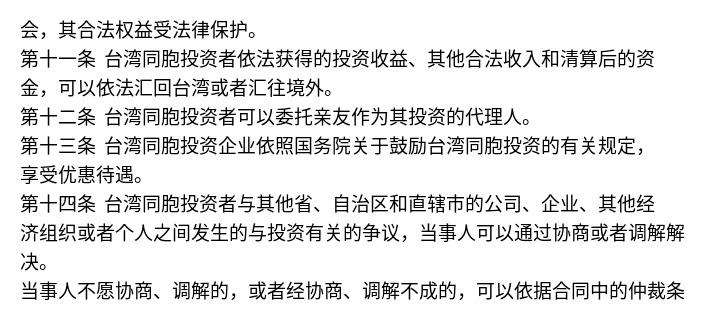 会，其合法权益受法律保护。
第十一条 台湾同胞投资者依法获得的投资收益、其他合法收入和清算后的资
金，可以依法汇回台湾或者汇往境外。
第十二条 台湾同胞投资者可以委托亲友作为其投资的代理人。
第十三条 台湾同胞投资企业依照国务院关于鼓励台湾同胞投资的有关规定，
享受优惠待遇。
第十四条 台湾同胞投资者与其他省、自治区和直辖市的公司、企业、其他经
济组织或者个人之间发生的与投资有关的争议，当事人可以通过协商或者调解解
决。
当事人不愿协商、调解的，或者经协商、调解不成的，可以依据合同中的仲裁条